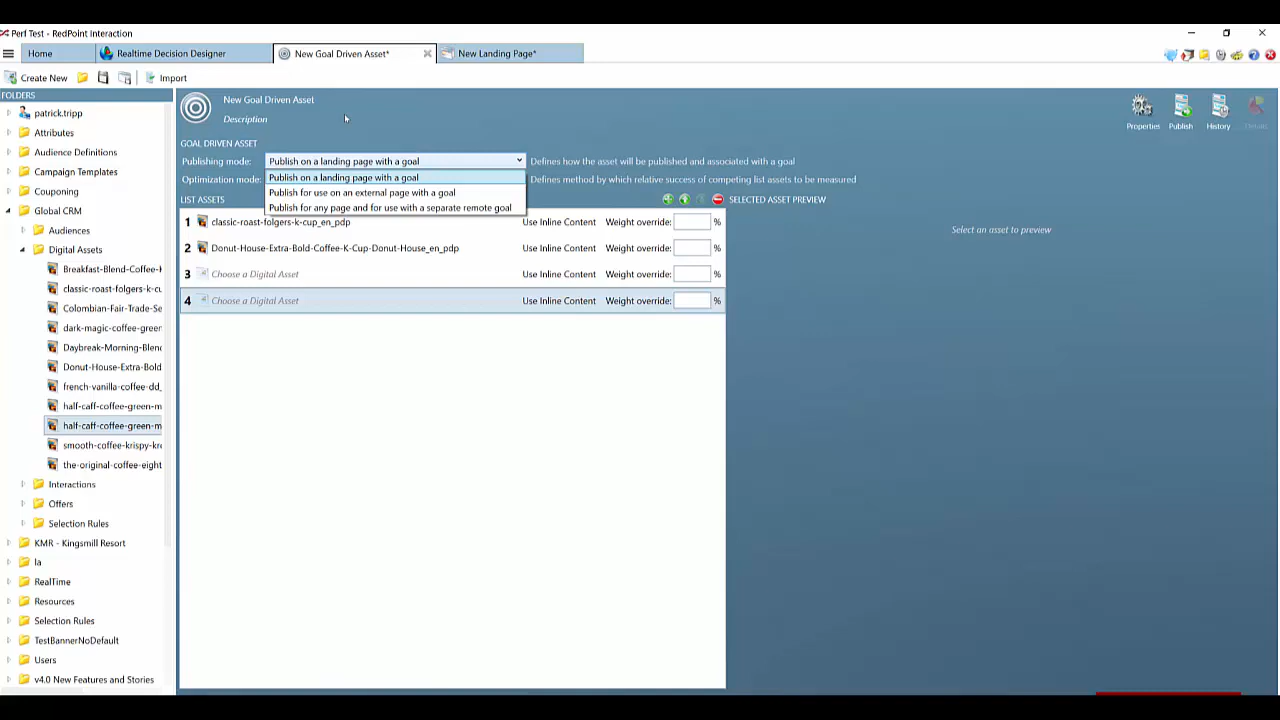 Perf Test - RedPoint Interaction
Home
Realtime Decision Designer
New Goal Driven Asset*
New Landing Page*
Create New
Import
FOLDERS
patrick.tripp
Attributes
Audience Definitions
Campaign Templates
Couponing
Global CRM
Audiences
Digital Assets
Breakfast-Blend-Coffee-
classic-roast-folgers-k-cu
Colombian-Fair-Trade-Se
dark-magic-coffee-green
Daybreak-Morning-Blend
Donut-House-Extra-Bold
french-vanilla-coffee-dd_
half-caff-coffee-green-m
half-caff-coffee-green-m
smooth-coffee-krispy-kre
the-original-coffee-eight
Interactions
Offers
Selection Rules
KMR - Kingsmill Resort
la
RealTime
Resources
Selection Rules
TestBannerNoDefault
Users
v4.0 New Features and Stories
New Goal Driven Asset
Description
Properties
Publish
History
Details
GOAL DRIVEN ASSET
Publishing mode: Publish on a landing page with a goal Defines how the asset will be published and associated with a goal
Publish on a landing page with a goal
Optimization mode: Defines method by which relative success of competing list assets to be measured
Publish for use on an external page with a goal
Publish for any page and for use with a separate remote goal
LIST ASSETS
SELECTED ASSET PREVIEW
1 classic-roast-folgers-k-cup_en_pdp Use Inline Content Weight override: %
2 Donut-House-Extra-Bold-Coffee-K-Cup-Donut-House_en_pdp Use Inline Content Weight override: %
3 Choose a Digital Asset Use Inline Content Weight override: %
4 Choose a Digital Asset Use Inline Content Weight override: %
Select an asset to preview